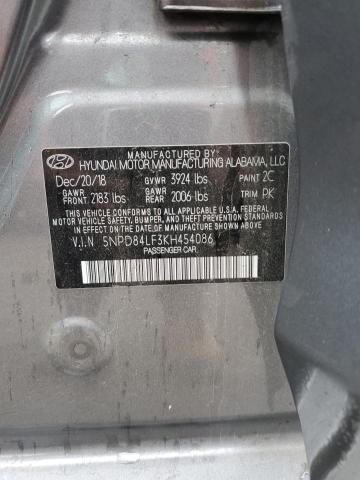 MANUFACTURED BY
HYUNDAI MOTOR MANUFACTURING ALABAMA, LLC
Dec/20/18 GVWR 3924 lbs PAINT 2C
GAWR FRONT 2183 lbs GAWR REAR 2006 lbs TRIM PK
THIS VEHICLE CONFORMS TO ALL APPLICABLE U.S.A FEDERAL
MOTOR VEHICLE SAFETY, BUMPER, AND THEFT PREVENTION
STANDARDS IN EFFECT ON THE DATE OF MANUFACTURE
SHOWN ABOVE.
V.I.N 5NPD84LF3KH454086
PASSENGER CAR